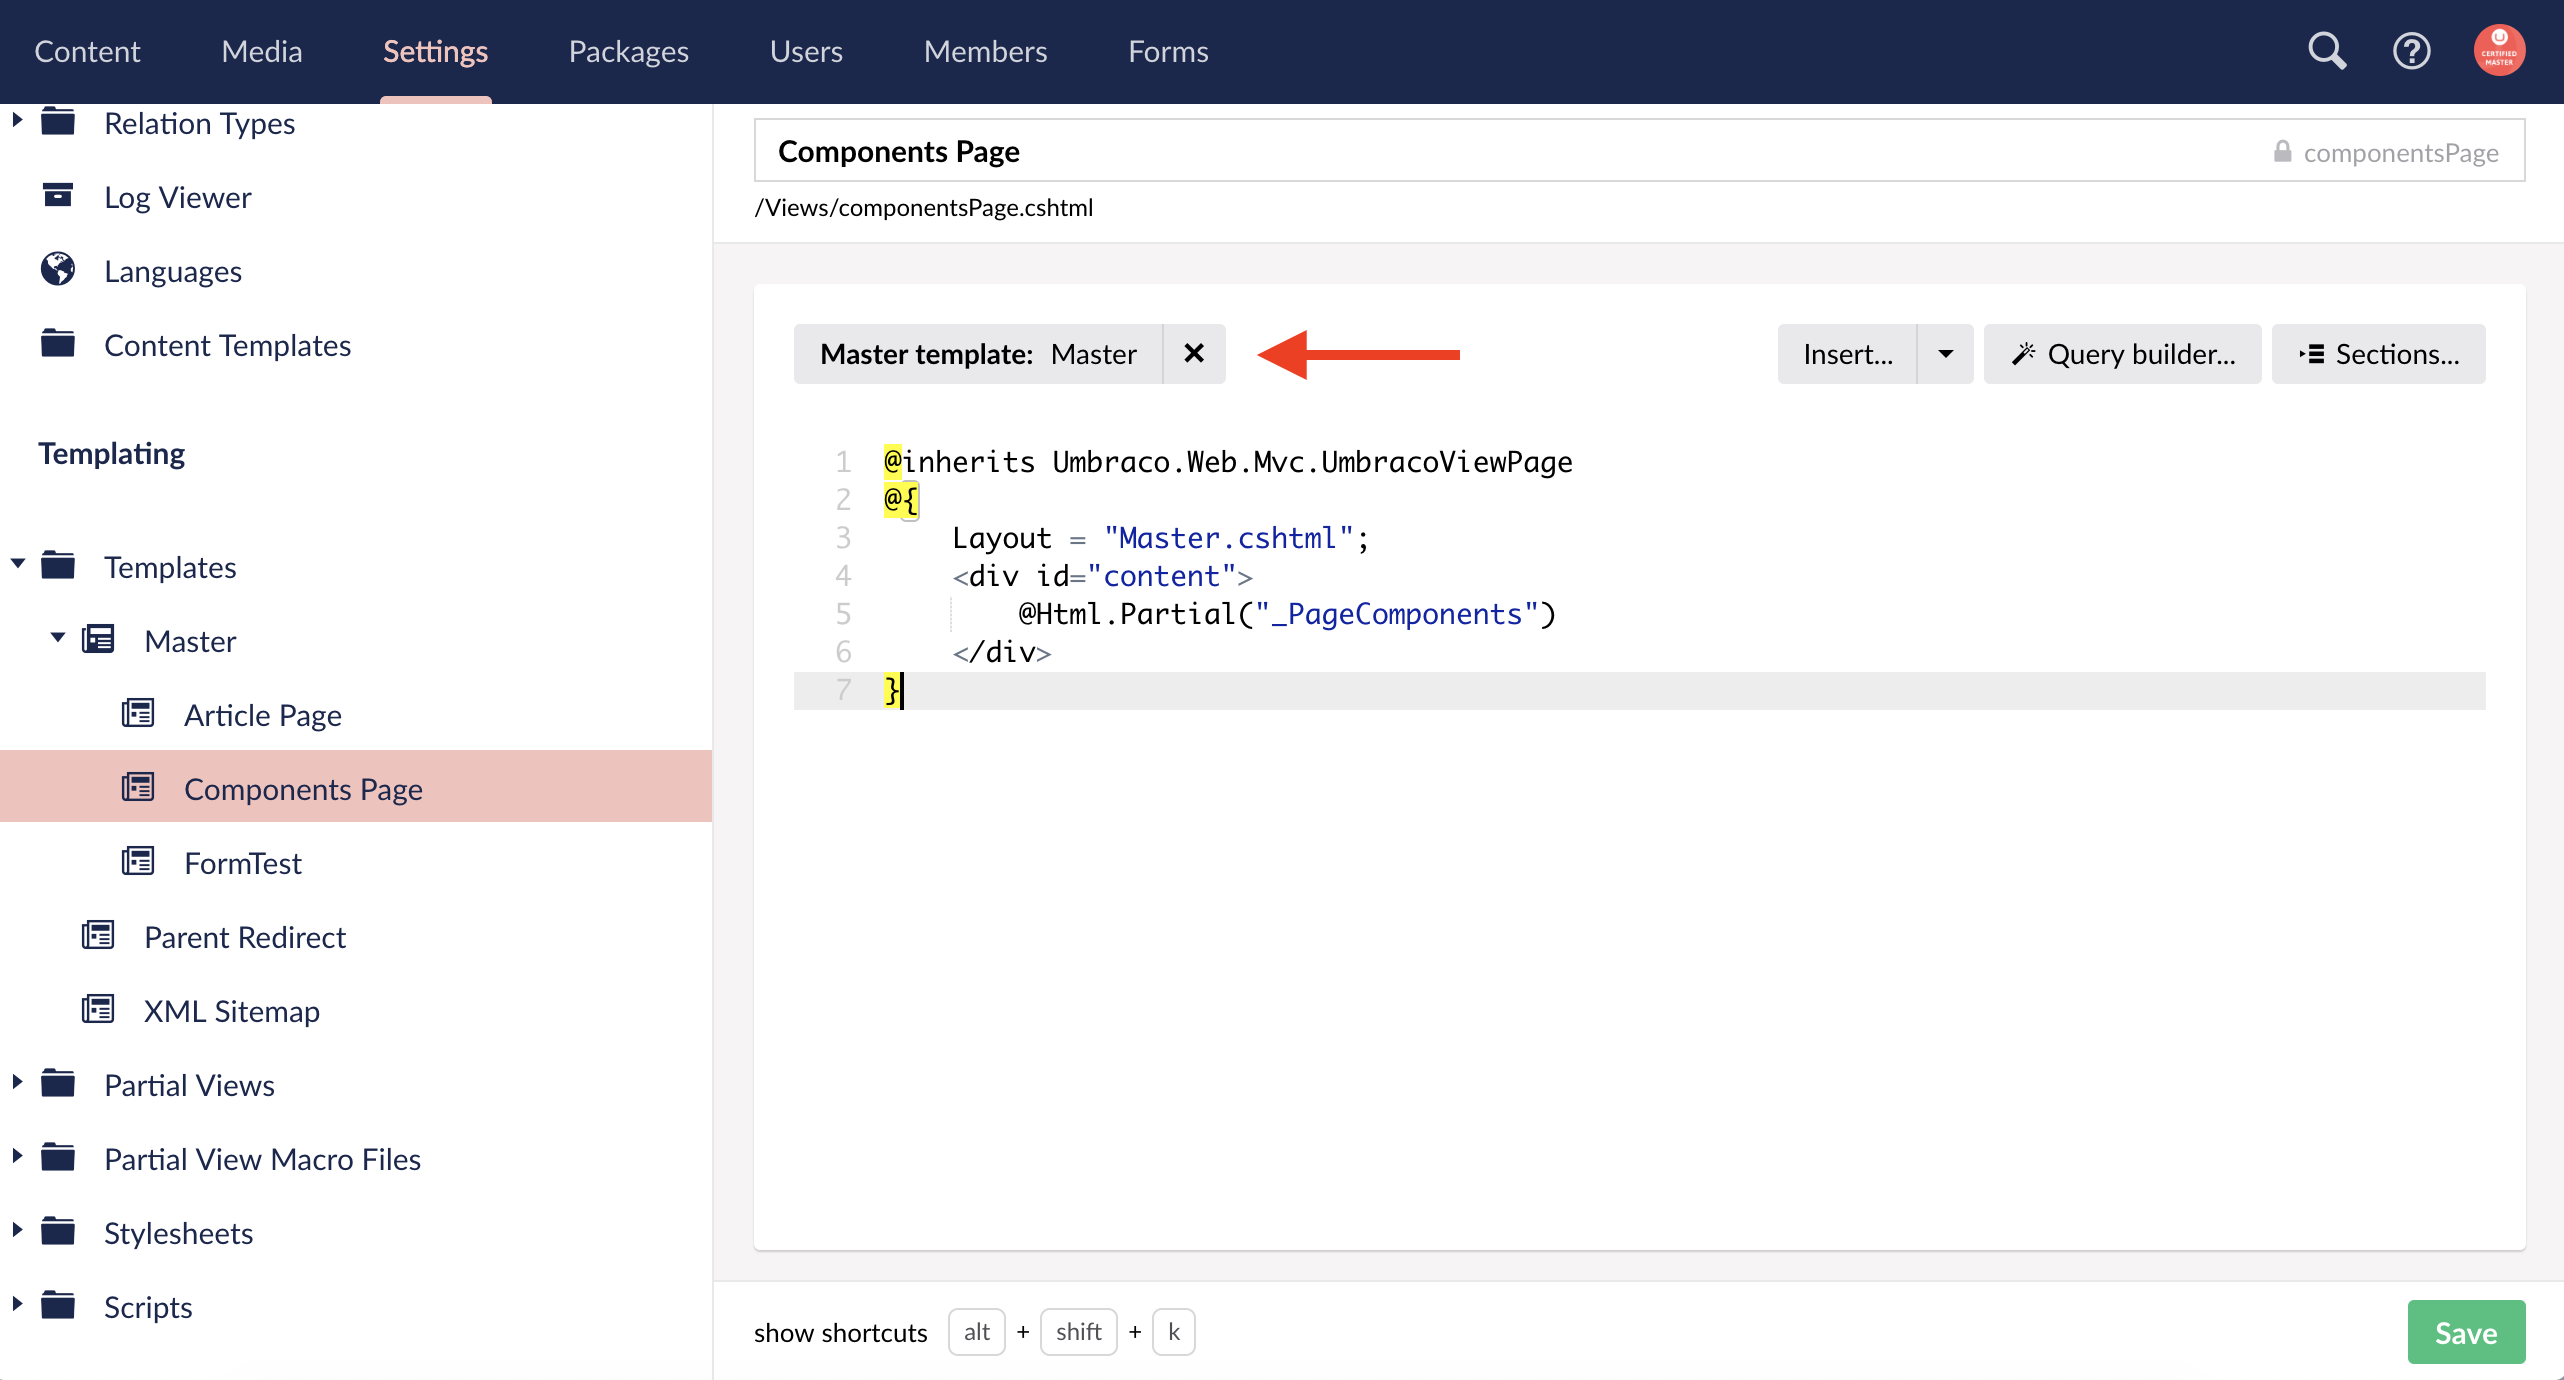 Content Media Settings Packages Users Members Forms
CERTIFIED
MASTER
Relation Types
Log Viewer
Languages
Content Templates
Templating
Templates
Master
Article Page
Components Page
FormTest
Parent Redirect
XML Sitemap
Partial Views
Partial View Macro Files
Stylesheets
Scripts
Components Page componentsPage
/Views/componentsPage.cshtml
Master template: Master Insert... Query builder... Sections...
1 @inherits Umbraco.Web.Mvc.UmbracoViewPage
2 @{
3 Layout = "Master.cshtml";
4 <div id="content">
5 @Html.Partial("_PageComponents")
6 </div>
7 }
show shortcuts alt + shift + k
Save